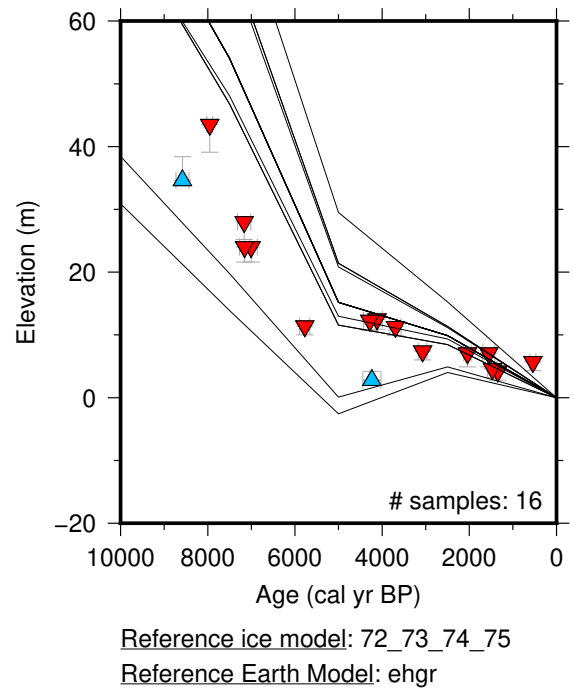 60
40
20
0
−20
Elevation (m)
# samples: 16
10000 8000 6000 4000 2000 0
Age (cal yr BP)
Reference ice model: 72_73_74_75
Reference Earth Model: ehgr